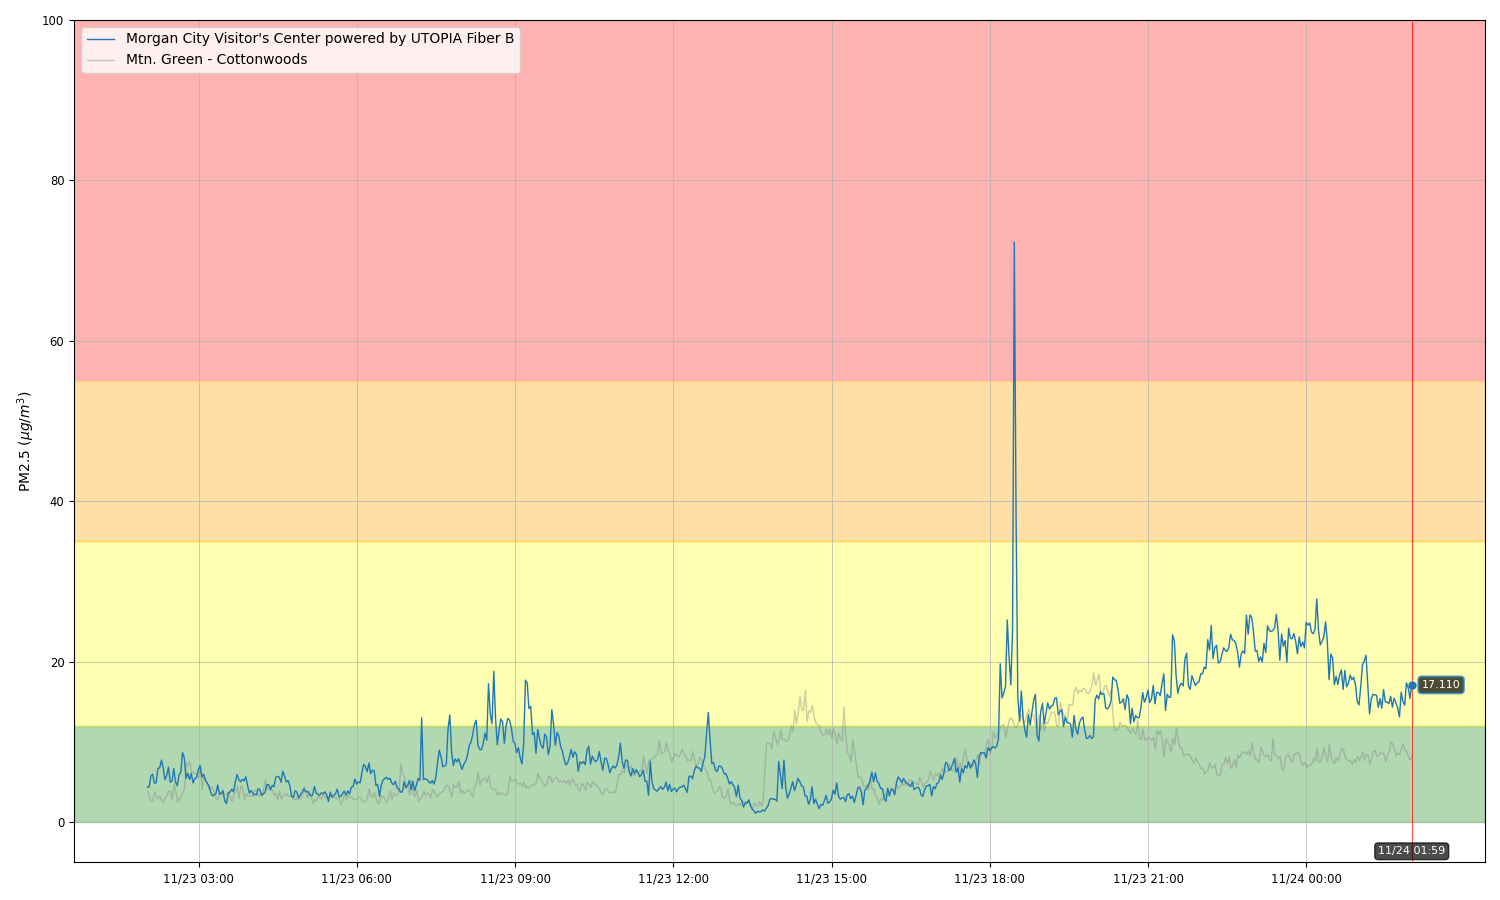 100
Morgan City Visitor's Center powered by UTOPIA Fiber B
Mtn. Green - Cottonwoods
80
60
PM2.5 (μg/m³)
40
20
17.110
0
11/24 01:59
11/23 03:00 11/23 06:00 11/23 09:00 11/23 12:00 11/23 15:00 11/23 18:00 11/23 21:00 11/24 00:00